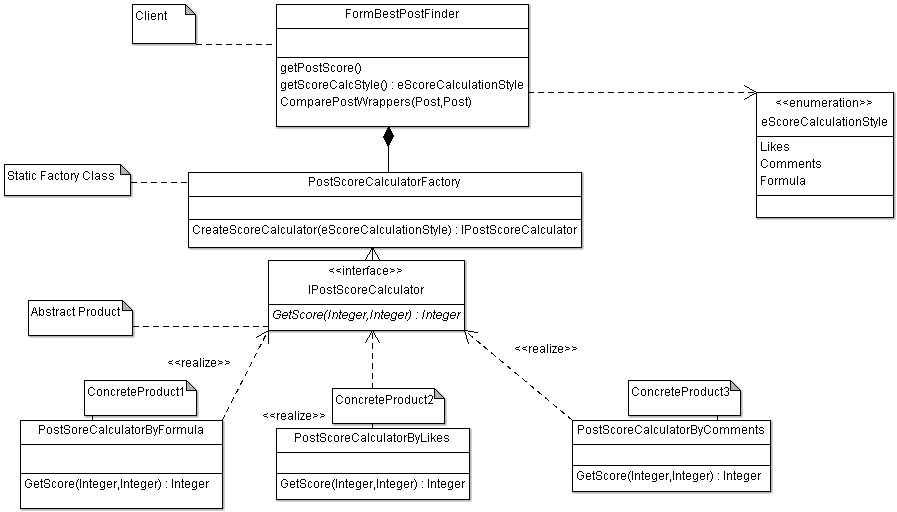 Client
FormBestPostFinder
getPostScore()
getScoreCalcStyle() : eScoreCalculationStyle
ComparePostWrappers(Post,Post)
<<enumeration>>
eScoreCalculationStyle
Likes
Comments
Formula
Static Factory Class
PostScoreCalculatorFactory
CreateScoreCalculator(eScoreCalculationStyle) : IPostScoreCalculator
<<interface>>
IPostScoreCalculator
GetScore(Integer,Integer) : Integer
Abstract Product
<<realize>>
<<realize>>
<<realize>>
ConcreteProduct1
PostSoreCalculatorByFormula
GetScore(Integer,Integer) : Integer
ConcreteProduct2
PostScoreCalculatorByLikes
GetScore(Integer,Integer) : Integer
ConcreteProduct3
PostScoreCalculatorByComments
GetScore(Integer,Integer) : Integer